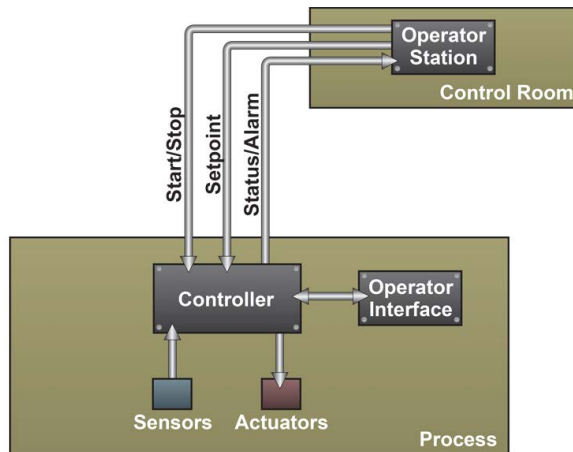 Operator
Station
Control Room
Start/Stop
Setpoint
Status/Alarm
Controller
Operator
Interface
Sensors
Actuators
Process